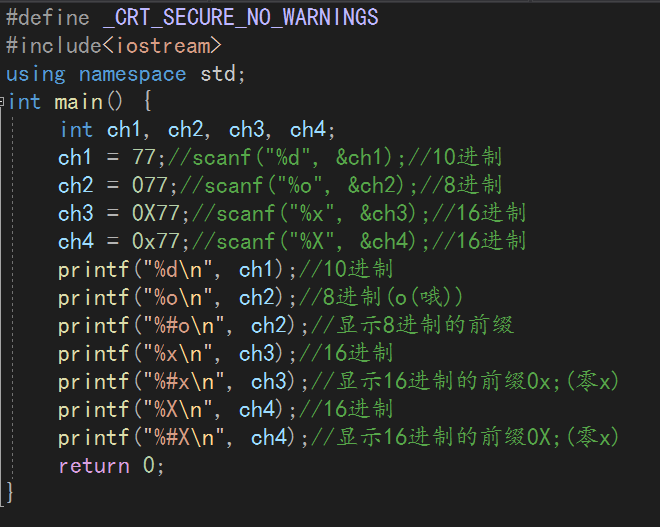 #define _CRT_SECURE_NO_WARNINGS
#include<iostream>
using namespace std;
int main() {
    int ch1, ch2, ch3, ch4;
    ch1 = 77;//scanf("%d", &ch1);//10进制
    ch2 = 077;//scanf("%o", &ch2);//8进制
    ch3 = 0X77;//scanf("%x", &ch3);//16进制
    ch4 = 0x77;//scanf("%X", &ch4);//16进制
    printf("%d\n", ch1);//10进制
    printf("%o\n", ch2);//8进制(o(哦))
    printf("%#o\n", ch2);//显示8进制的前缀
    printf("%x\n", ch3);//16进制
    printf("%#x\n", ch3);//显示16进制的前缀0x;(零x)
    printf("%X\n", ch4);//16进制
    printf("%#X\n", ch4);//显示16进制的前缀0X;(零x)
    return 0;
}